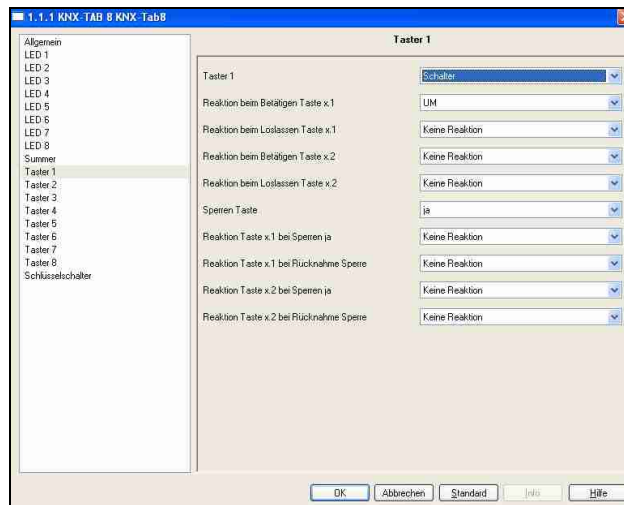 1.1.1 KNX-TAB 8 KNX-Tab8
Allgemein
LED 1
LED 2
LED 3
LED 4
LED 5
LED 6
LED 7
LED 8
Summer
Taster 1
Taster 2
Taster 3
Taster 4
Taster 5
Taster 6
Taster 7
Taster 8
Schlüsselschalter
Taster 1
Taster 1 Schalter
Reaktion beim Betätigen Taste x.1 UM
Reaktion beim Loslassen Taste x.1 Keine Reaktion
Reaktion beim Betätigen Taste x.2 Keine Reaktion
Reaktion beim Loslassen Taste x.2 Keine Reaktion
Sperren Taste ja
Reaktion Taste x.1 bei Sperren ja Keine Reaktion
Reaktion Taste x.1 bei Rücknahme Sperre Keine Reaktion
Reaktion Taste x.2 bei Sperren ja Keine Reaktion
Reaktion Taste x.2 bei Rücknahme Sperre Keine Reaktion
OK Abbrechen Standard Info Hilfe